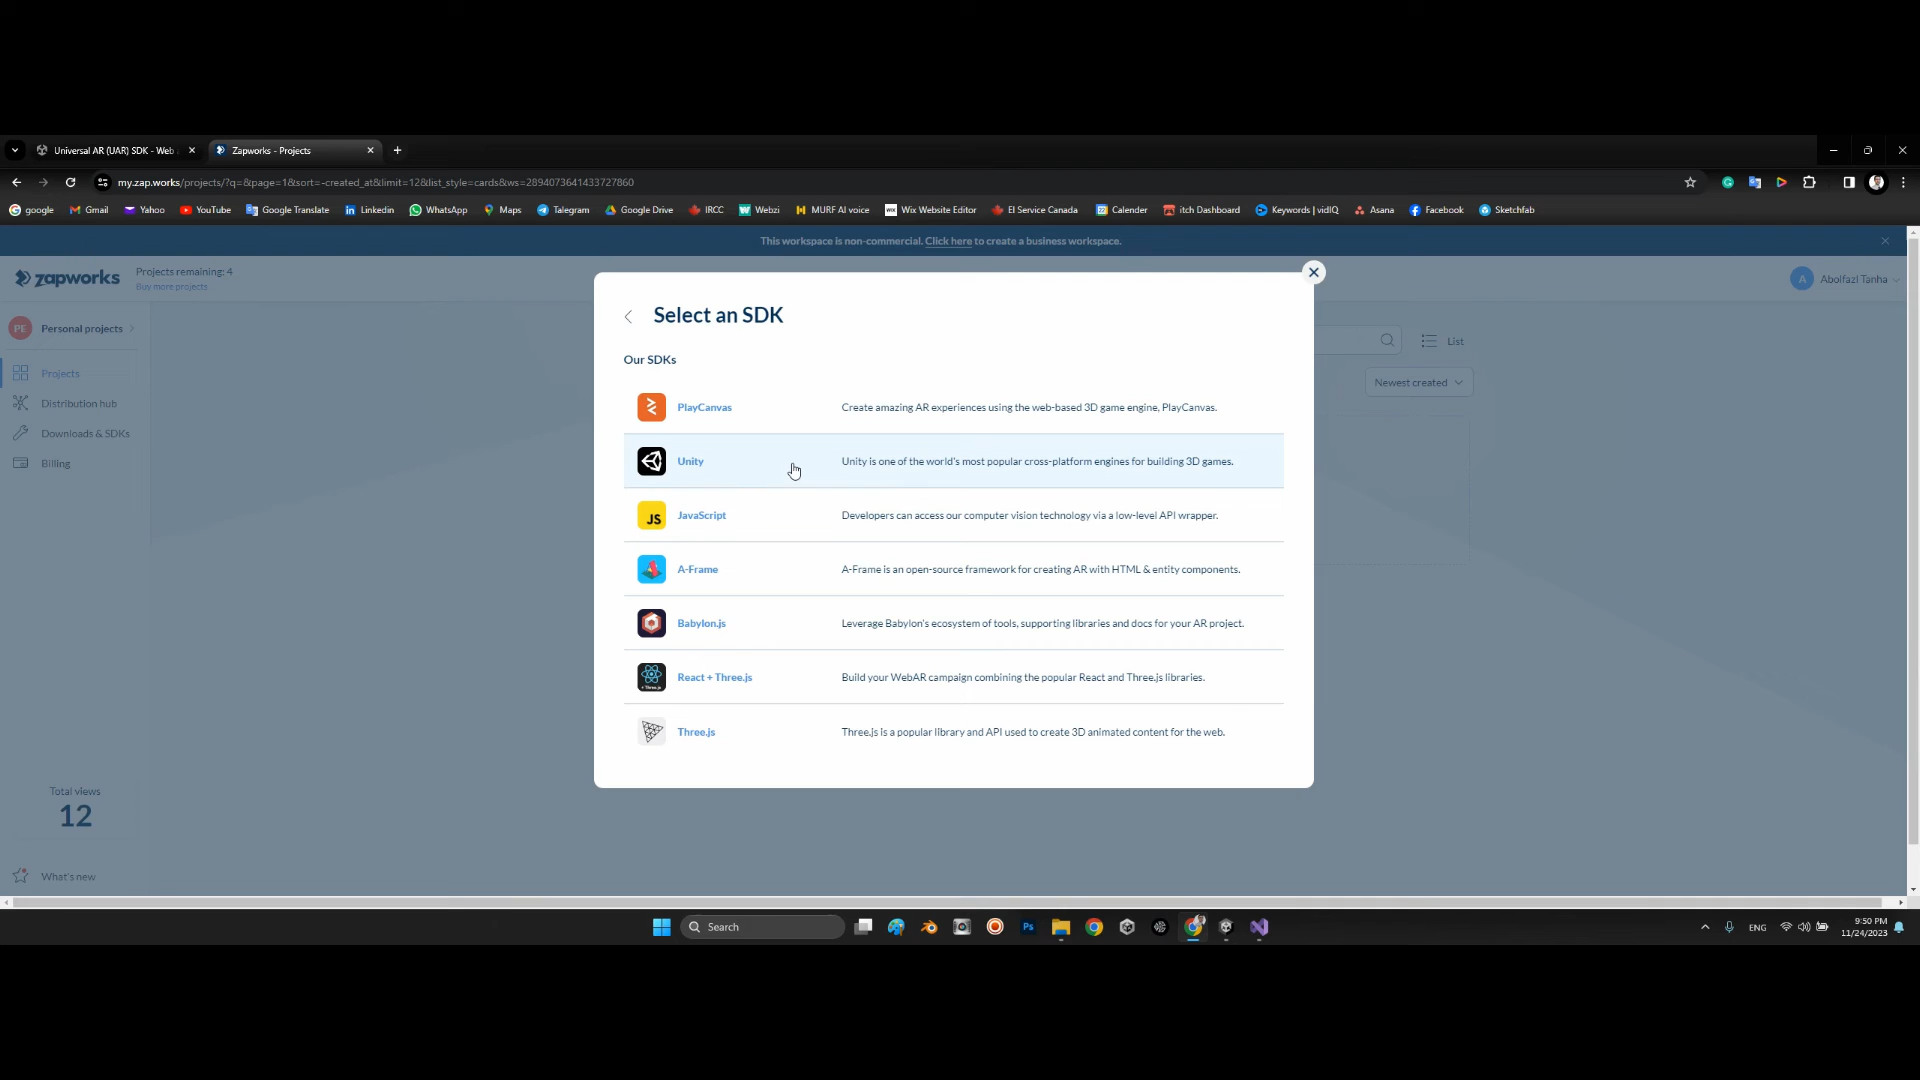 Universal AR (UAR) SDK - Web
Zapworks - Projects
my.zap.works/projects/?q=&page=1&sort=-created_at&limit=12&list_style=cards&ws=2894073641433727860
google Gmail Yahoo YouTube Google Translate Linkedin WhatsApp Maps Telegram Google Drive IRCC Webzi MURF AI voice Wix Website Editor EI Service Canada Calender itch Dashboard Keywords | vidIQ Asana Facebook Sketchfab
This workspace is non-commercial. Click here to create a business workspace.
zapworks
Projects remaining: 4
Buy more projects
A Abolfazl Tanha
PE Personal projects
Projects
Distribution hub
Downloads & SDKs
Billing
List
Newest created
Select an SDK
Our SDKs
PlayCanvas Create amazing AR experiences using the web-based 3D game engine, PlayCanvas.
Unity Unity is one of the world's most popular cross-platform engines for building 3D games.
JS JavaScript Developers can access our computer vision technology via a low-level API wrapper.
A-Frame A-Frame is an open-source framework for creating AR with HTML & entity components.
Babylon.js Leverage Babylon's ecosystem of tools, supporting libraries and docs for your AR project.
+ Three.js React + Three.js Build your WebAR campaign combining the popular React and Three.js libraries.
Three.js Three.js is a popular library and API used to create 3D animated content for the web.
Total views
12
What's new
Search
Ps
ENG
9:50 PM
11/24/2023